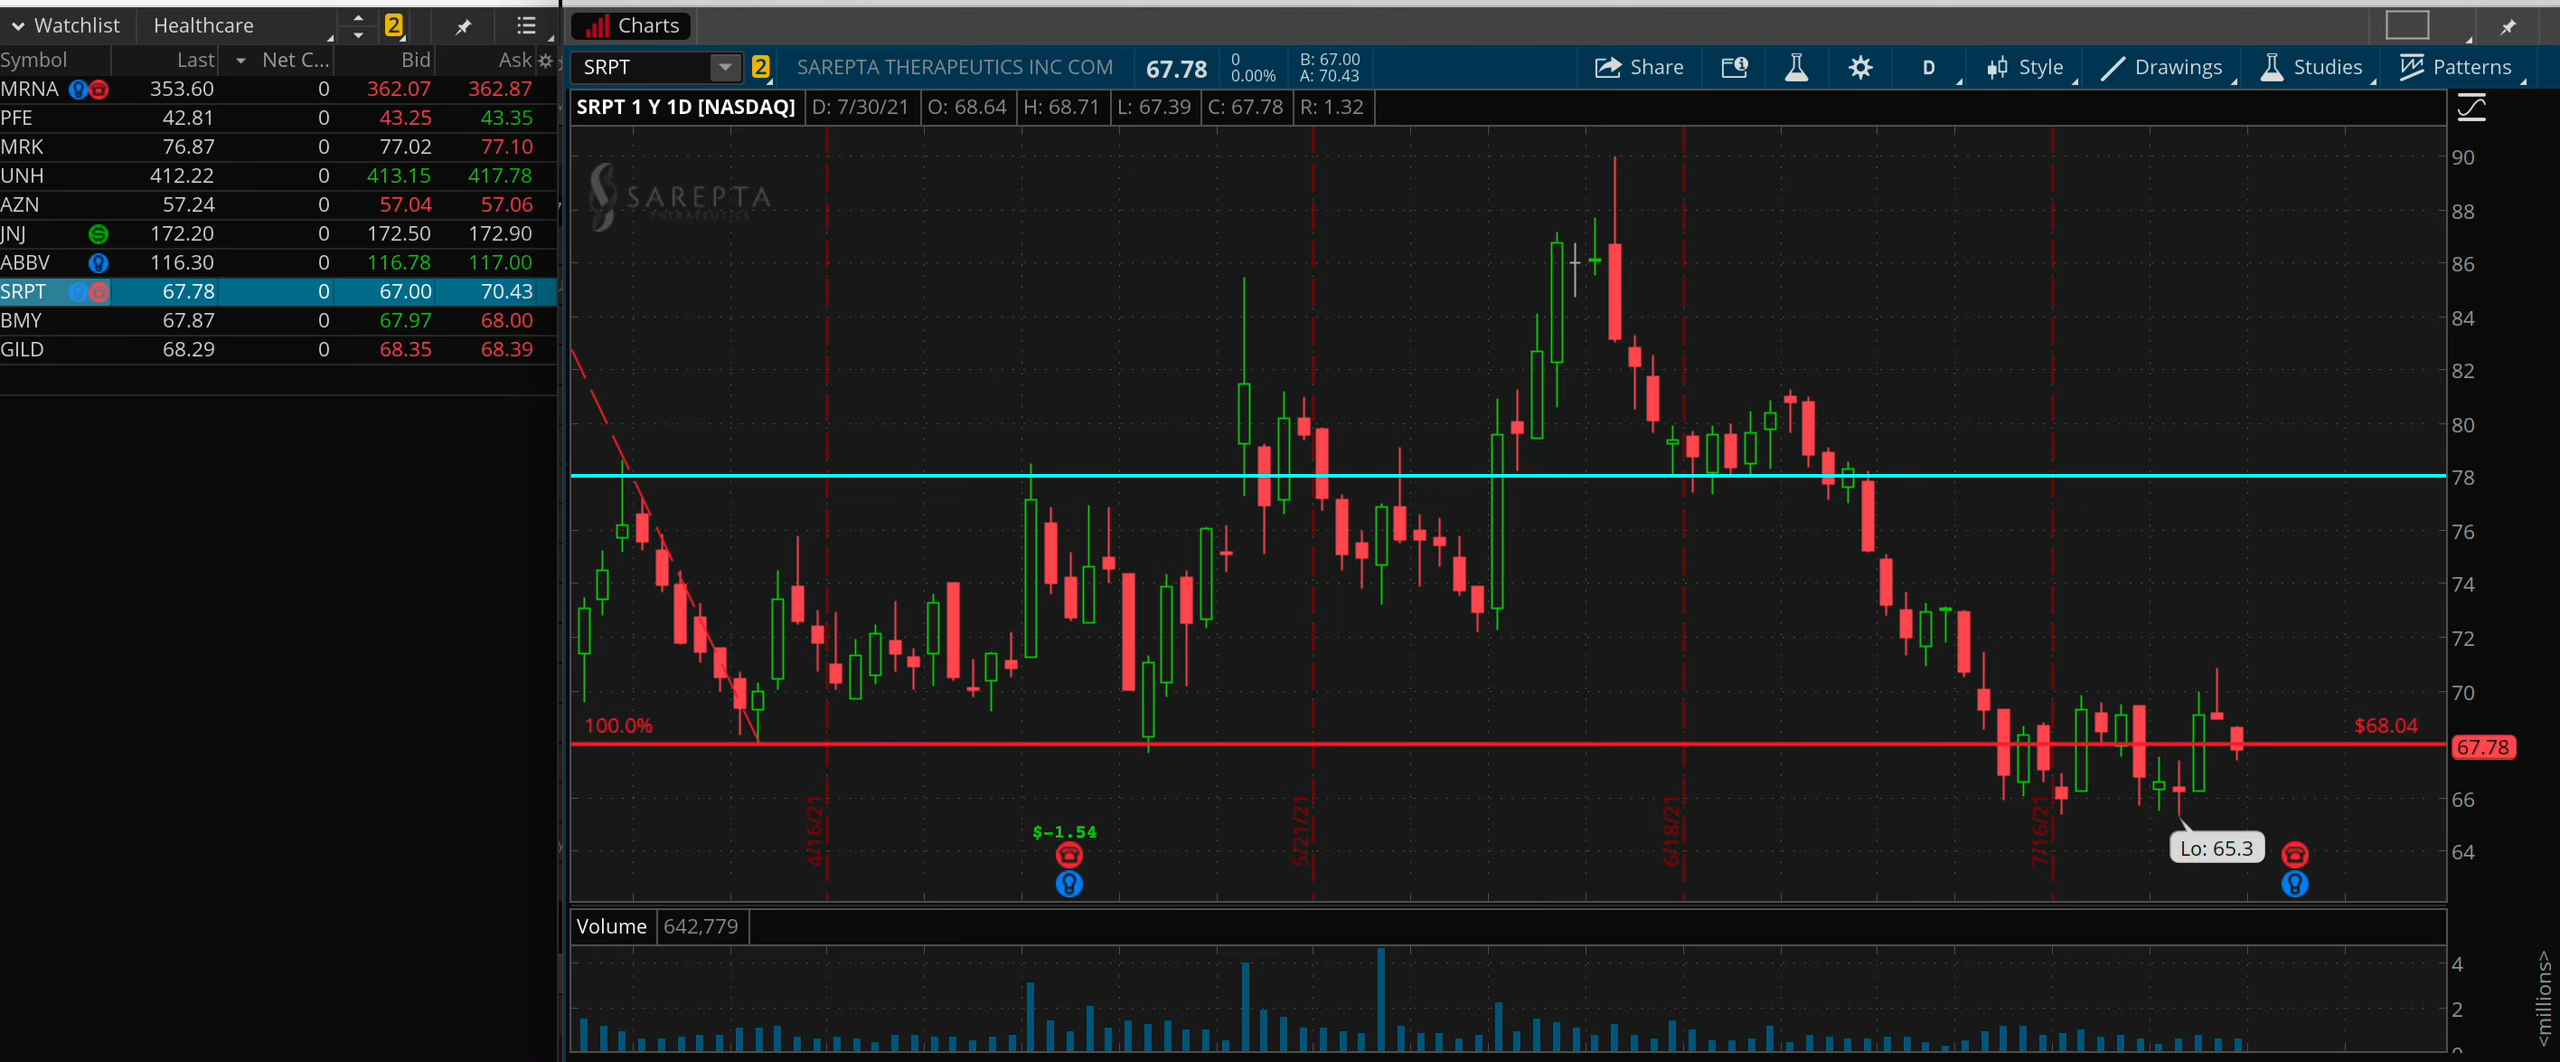 Watchlist Healthcare 2
Symbol Last Net C... Bid Ask
MRNA 353.60 0 362.07 362.87
PFE 42.81 0 43.25 43.35
MRK 76.87 0 77.02 77.10
UNH 412.22 0 413.15 417.78
AZN 57.24 0 57.04 57.06
JNJ 172.20 0 172.50 172.90
ABBV 116.30 0 116.78 117.00
SRPT 67.78 0 67.00 70.43
BMY 67.87 0 67.97 68.00
GILD 68.29 0 68.35 68.39
Charts
SRPT 2 SAREPTA THERAPEUTICS INC COM 67.78 0 B: 67.00
0.00% A: 70.43
Share D Style Drawings Studies Patterns
SRPT 1 Y 1D [NASDAQ] D: 7/30/21 O: 68.64 H: 68.71 L: 67.39 C: 67.78 R: 1.32
SAREPTA
THERAPEUTICS
90
88
86
84
82
80
78
76
74
72
70
100.0% $68.04
67.78
66
64
4/16/21
5/21/21
6/18/21
7/16/21
$-1.54
Lo: 65.3
Volume 642,779
4
2
0
<millions>